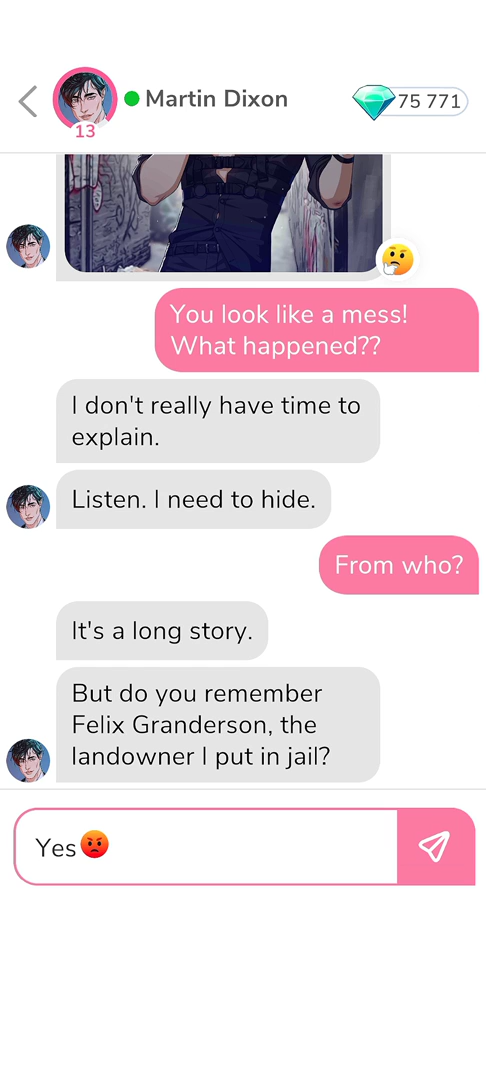 Martin Dixon
75 771
13
You look like a mess!
What happened??
I don't really have time to
explain.
Listen. I need to hide.
From who?
It's a long story.
But do you remember
Felix Granderson, the
landowner I put in jail?
Yes😡